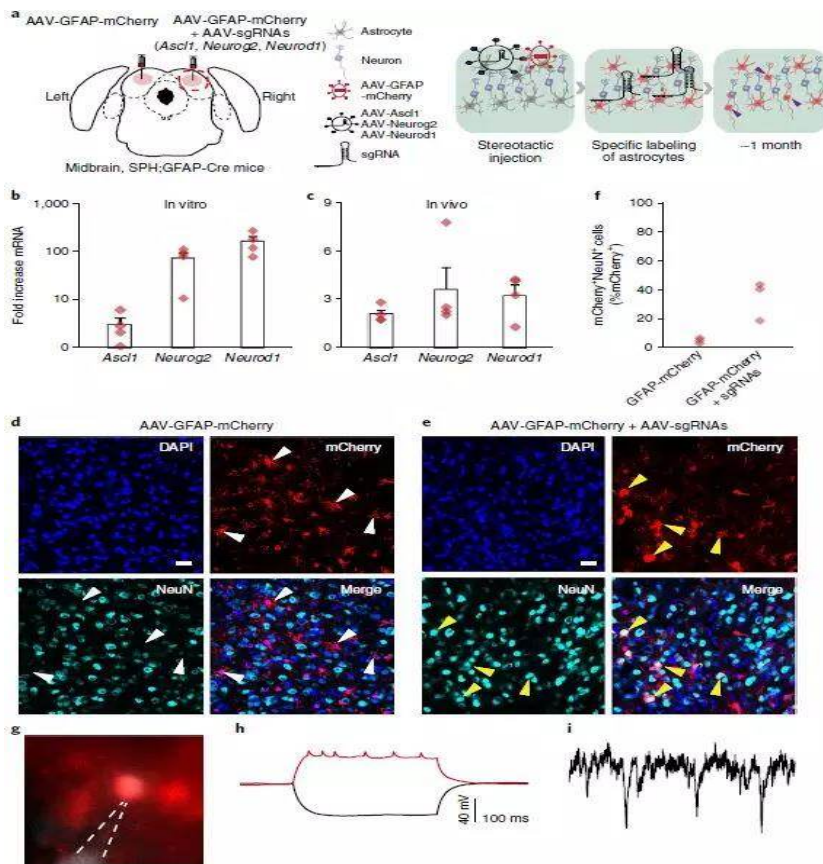 a
AAV-GFAP-mCherry
AAV-GFAP-mCherry
+ AAV-sgRNAs
(Ascl1, Neurog2, Neurod1)
Left
Right
Midbrain, SPH;GFAP-Cre mice
Astrocyte
Neuron
AAV-GFAP
-mCherry
AAV-Ascl1
AAV-Neurog2
AAV-Neurod1
sgRNA
Stereotactic
injection
Specific labeling
of astrocytes
~1 month
b
In vitro
Fold increase mRNA
1,000
100
10
0
Ascl1
Neurog2
Neurod1
c
In vivo
9
6
3
0
Ascl1
Neurog2
Neurod1
f
mCherry+NeuN+ cells
(%mCherry+)
100
80
60
40
20
0
GFAP-mCherry
GFAP-mCherry
+ sgRNAs
d
AAV-GFAP-mCherry
DAPI
mCherry
NeuN
Merge
e
AAV-GFAP-mCherry + AAV-sgRNAs
DAPI
mCherry
NeuN
Merge
g
h
40 mV
100 ms
i